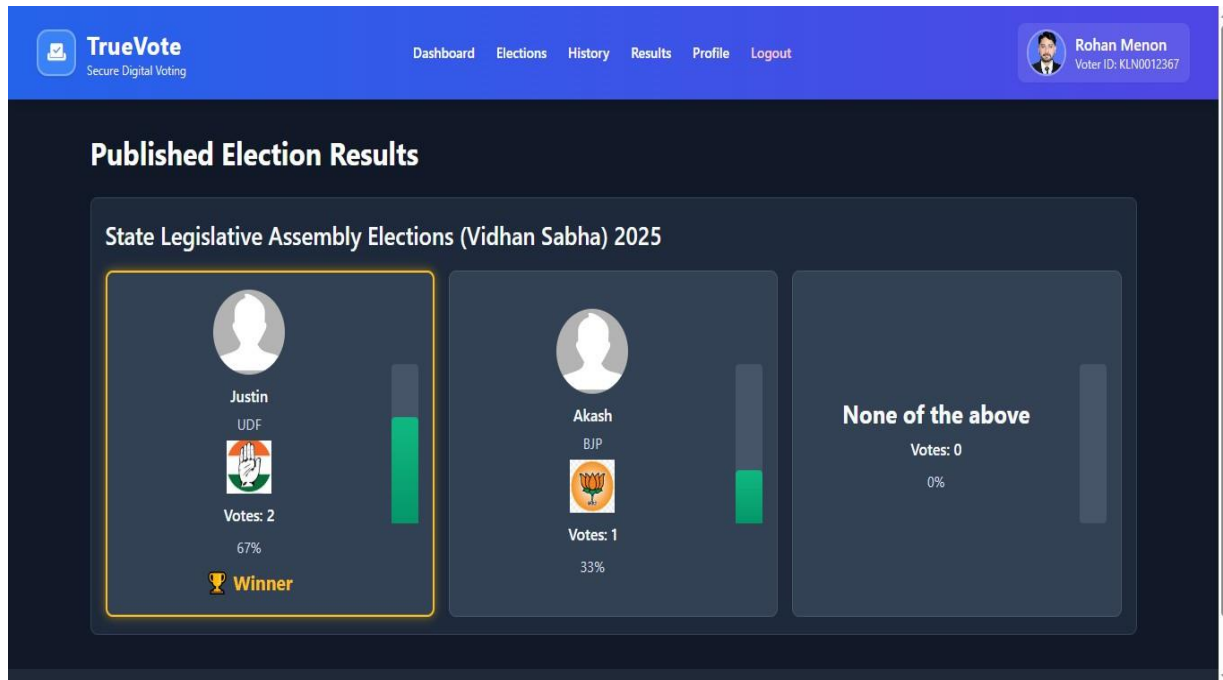 TrueVote
Secure Digital Voting
Dashboard Elections History Results Profile Logout
Rohan Menon
Voter ID: KLN0012367
Published Election Results
State Legislative Assembly Elections (Vidhan Sabha) 2025
Justin
UDF
Votes: 2
67%
Winner
Akash
BJP
Votes: 1
33%
None of the above
Votes: 0
0%